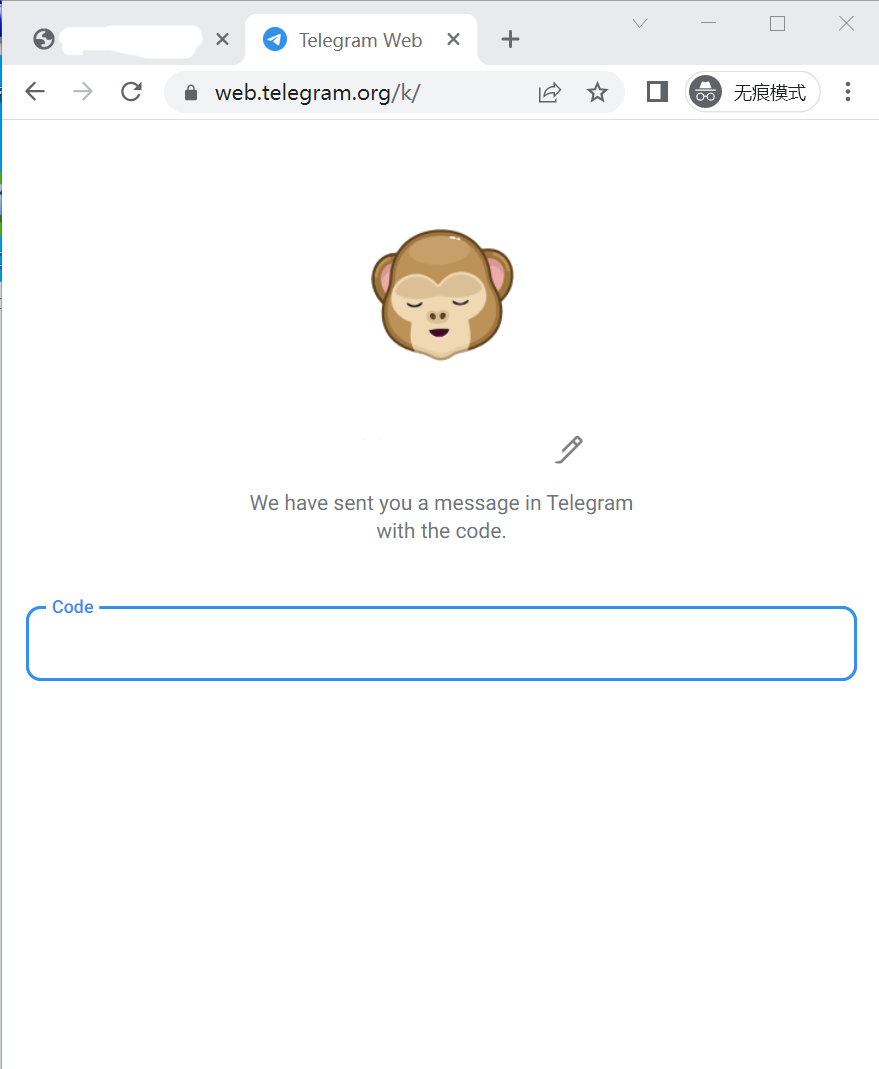 Telegram Web
web.telegram.org/k/
无痕模式
We have sent you a message in Telegram
with the code.
Code